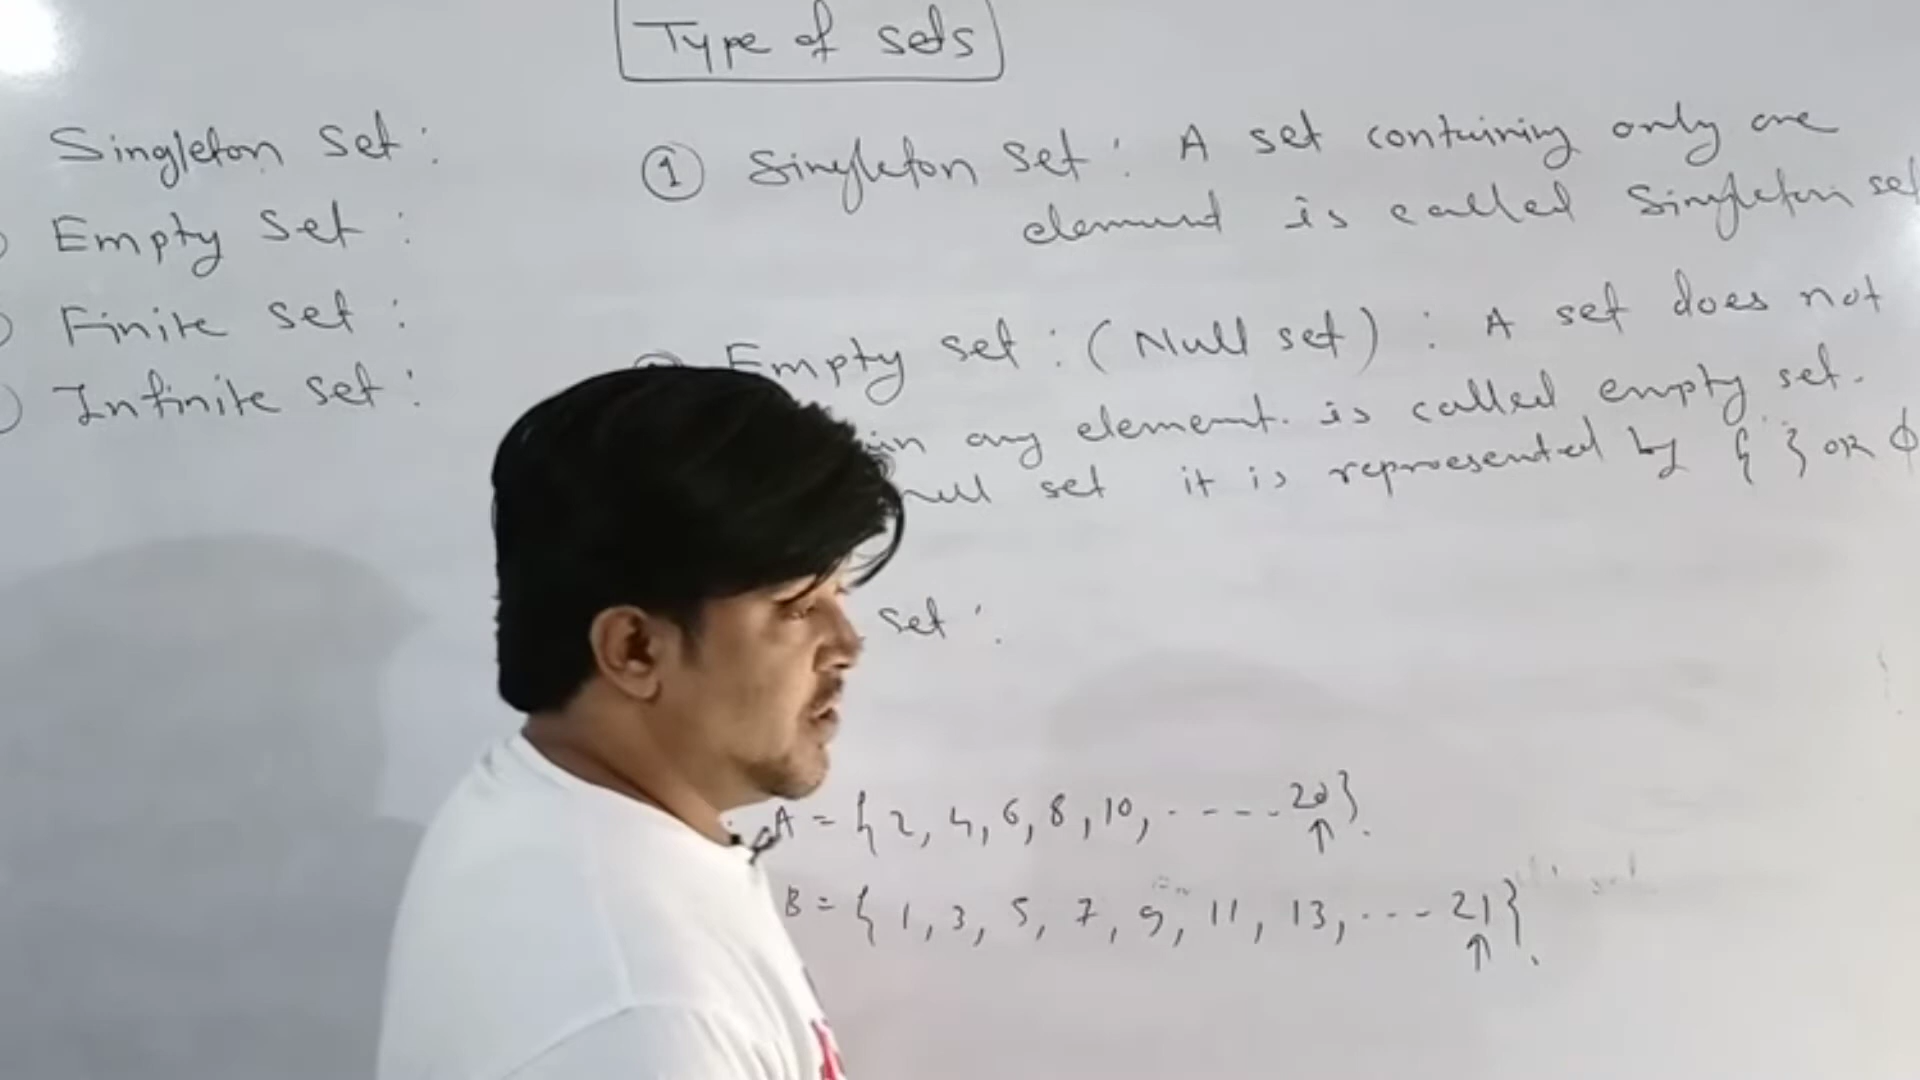 Type of sets
Singleton Set :
Empty Set :
Finite set :
Infinite set :
① Singleton Set : A set containing only one
element is called Singleton set
Empty set : (Null set) : A set does not
in any element. is called empty set.
null set it is represented by { } or ϕ
set :
A = { 2, 4, 6, 8, 10, ----- 20}.
↑
B = { 1, 3, 5, 7, 9, 11, 13, ---- 21}.
↑